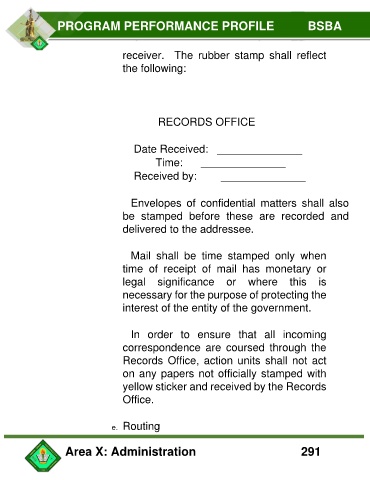 PROGRAM PERFORMANCE PROFILE BSBA
receiver. The rubber stamp shall reflect
the following:
RECORDS OFFICE
Date Received: ______________
Time: ______________
Received by: ______________
Envelopes of confidential matters shall also
be stamped before these are recorded and
delivered to the addressee.
Mail shall be time stamped only when
time of receipt of mail has monetary or
legal significance or where this is
necessary for the purpose of protecting the
interest of the entity of the government.
In order to ensure that all incoming
correspondence are coursed through the
Records Office, action units shall not act
on any papers not officially stamped with
yellow sticker and received by the Records
Office.
e. Routing
Area X: Administration 291